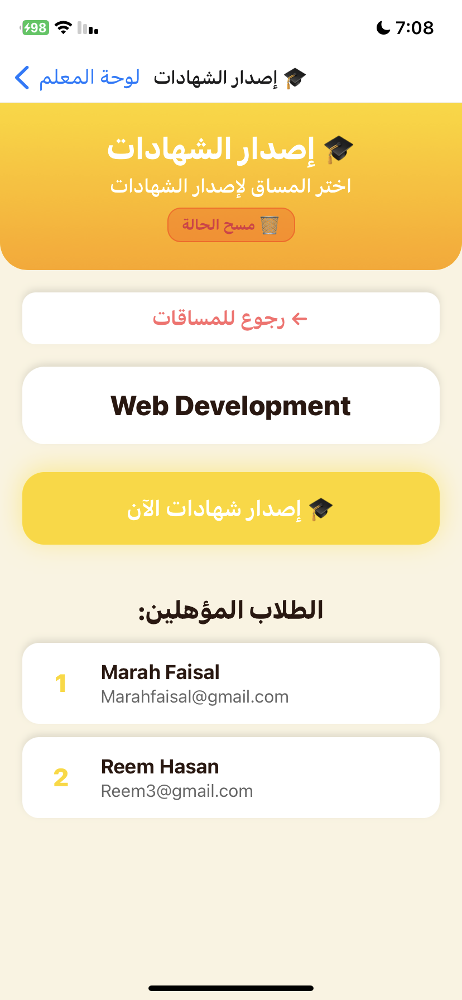 98
7:08
لوحة المعلم
إصدار الشهادات 🎓
إصدار الشهادات 🎓
اختر المساق لإصدار الشهادات
مسح الحالة 🗑️
← رجوع للمساقات
Web Development
إصدار شهادات الآن 🎓
الطلاب المؤهلين:
1
Marah Faisal
Marahfaisal@gmail.com
2
Reem Hasan
Reem3@gmail.com